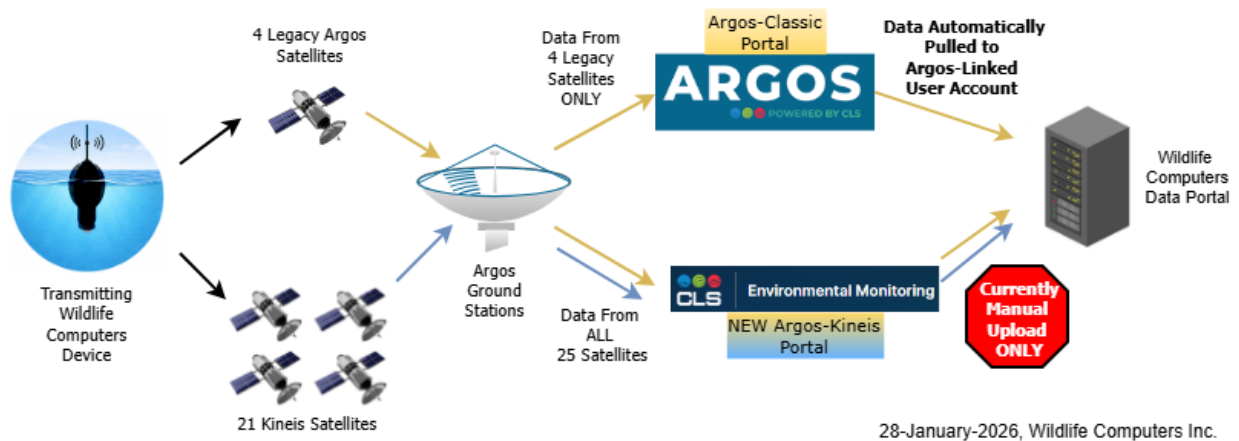 4 Legacy Argos
Satellites
Data From
4 Legacy
Satellites
ONLY
Argos-Classic
Portal
ARGOS
POWERED BY CLS
Data Automatically
Pulled to
Argos-Linked
User Account
Wildlife
Computers
Data Portal
Transmitting
Wildlife
Computers
Device
21 Kineis Satellites
Argos
Ground
Stations
Data From
ALL
25 Satellites
CLS
Environmental Monitoring
NEW Argos-Kineis
Portal
Currently
Manual
Upload
ONLY
28-January-2026, Wildlife Computers Inc.